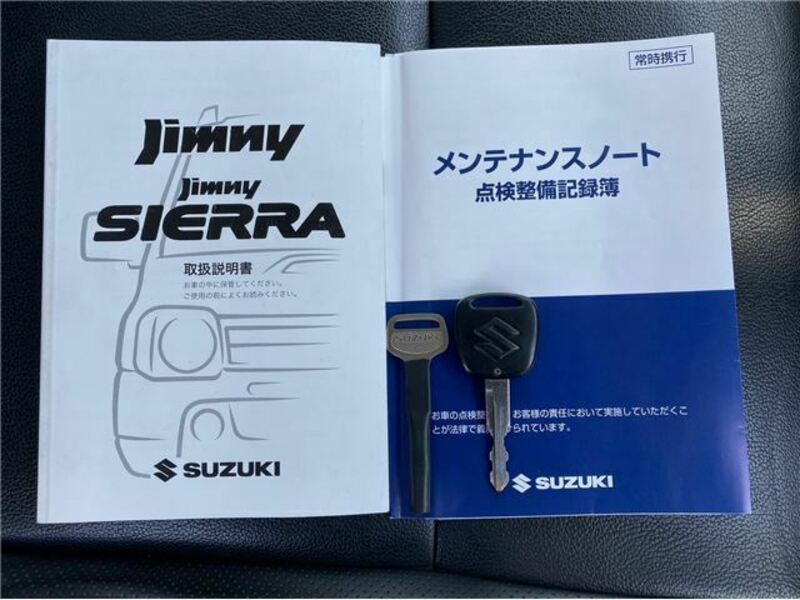 Jimny
Jimny
SIERRA
取扱説明書
お車の中に保管してください。
ご使用の前によくお読みください。
SUZUKI
常時携行
メンテナンスノート
点検整備記録簿
SUZUKI
お車の点検整 お客様の責任において実施していただくこ
とが法律で義 けられています。
SUZUKI